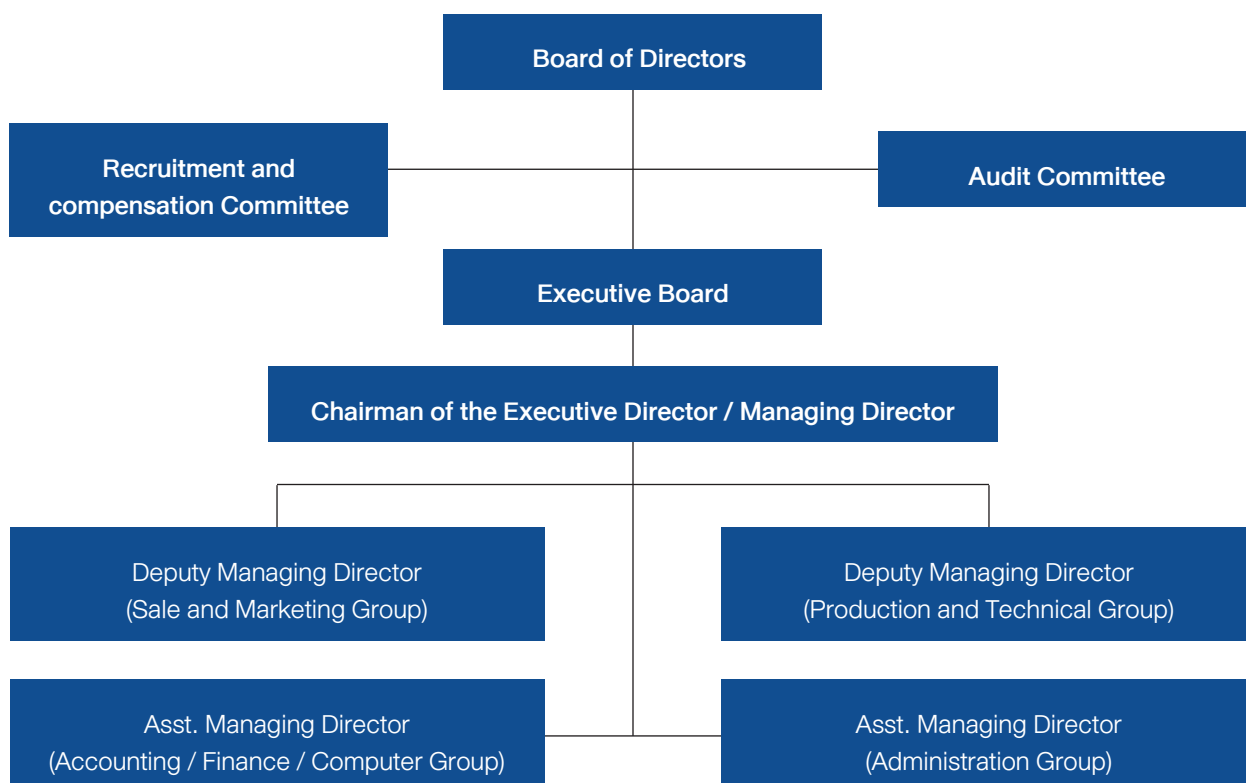 Board of Directors
Recruitment and
compensation Committee
Audit Committee
Executive Board
Chairman of the Executive Director / Managing Director
Deputy Managing Director
(Sale and Marketing Group)
Deputy Managing Director
(Production and Technical Group)
Asst. Managing Director
(Accounting / Finance / Computer Group)
Asst. Managing Director
(Administration Group)